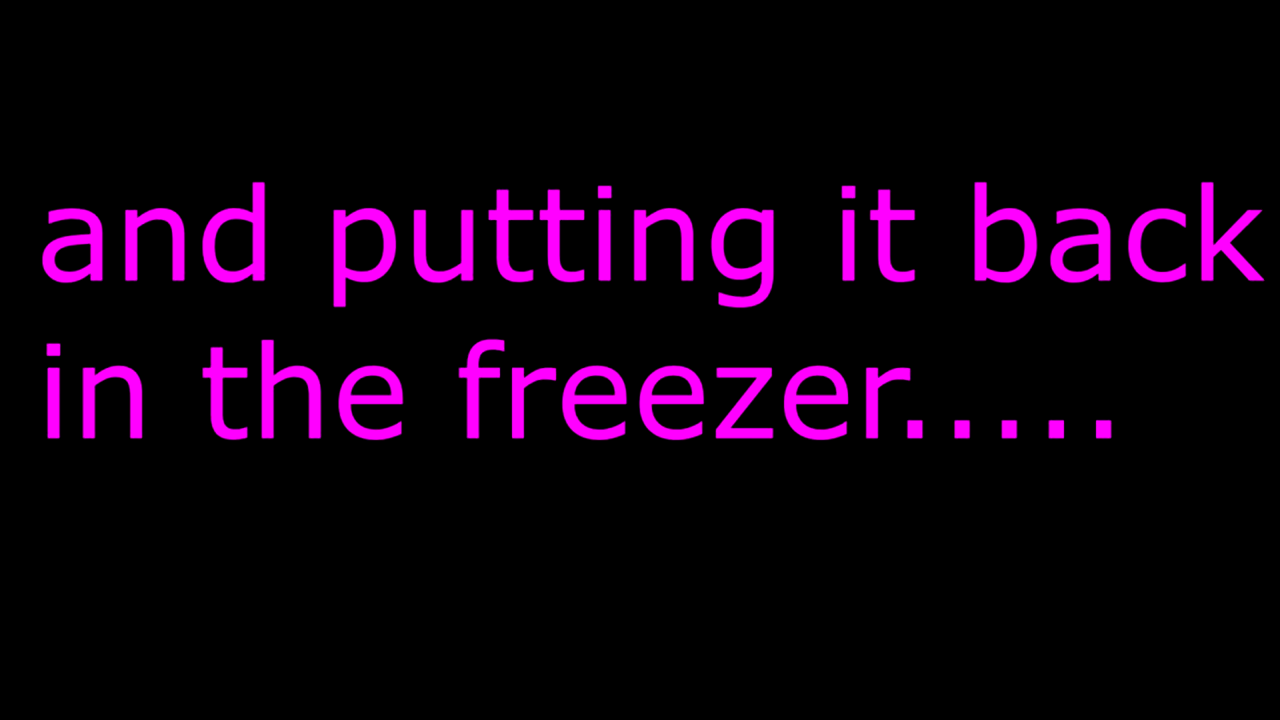 and putting it back
in the freezer.....